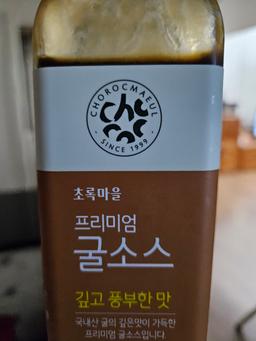 CHOROCMAEUL
chomac
SINCE 1999
초록마을
프리미엄
굴소스
깊고 풍부한 맛
국내산 굴의 깊은맛이 가득한
프리미엄 굴소스입니다